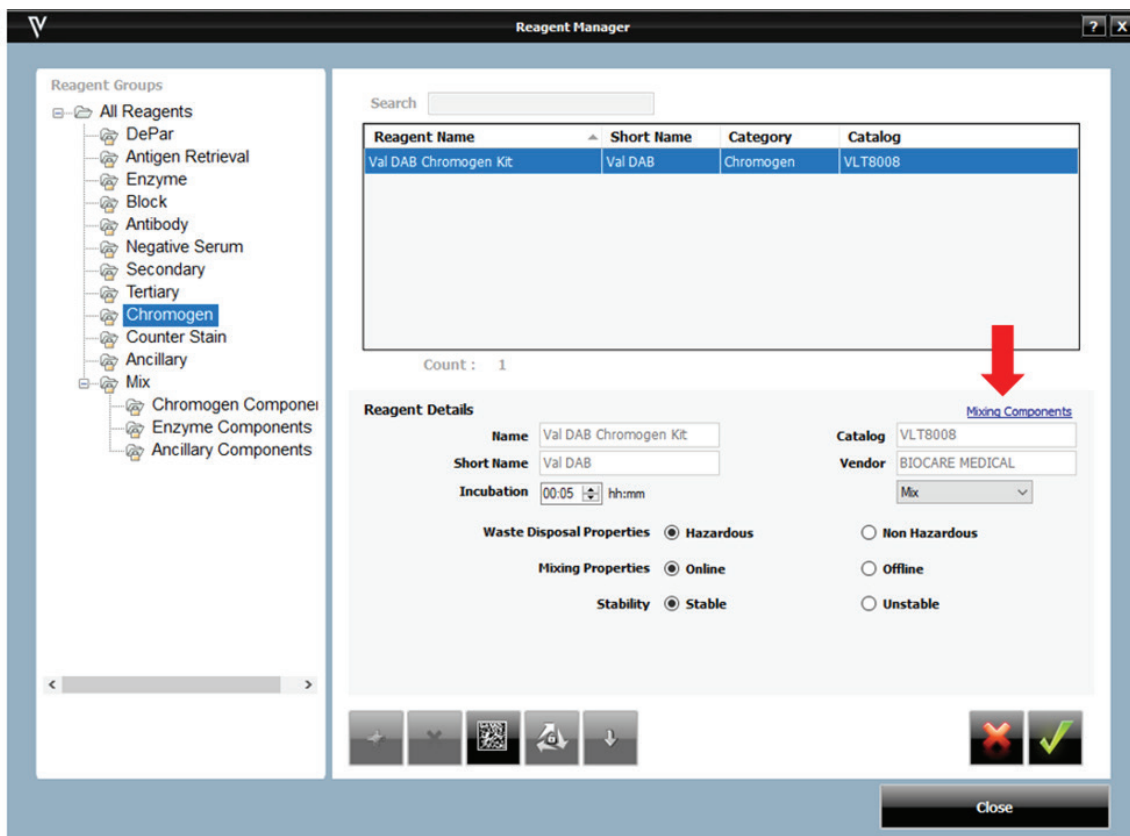 Reagent Manager
? X
Reagent Groups
All Reagents
DePar
Antigen Retrieval
Enzyme
Block
Antibody
Negative Serum
Secondary
Tertiary
Chromogen
Counter Stain
Ancillary
Mix
Chromogen Componei
Enzyme Components
Ancillary Components
Search
Reagent Name Short Name Category Catalog
Val DAB Chromogen Kit Val DAB Chromogen VLT8008
Count : 1
Reagent Details Mixing Components
Name Val DAB Chromogen Kit Catalog VLT8008
Short Name Val DAB Vendor BIOCARE MEDICAL
Incubation 00:05 hh:mm Mix
Waste Disposal Properties Hazardous Non Hazardous
Mixing Properties Online Offline
Stability Stable Unstable
Close